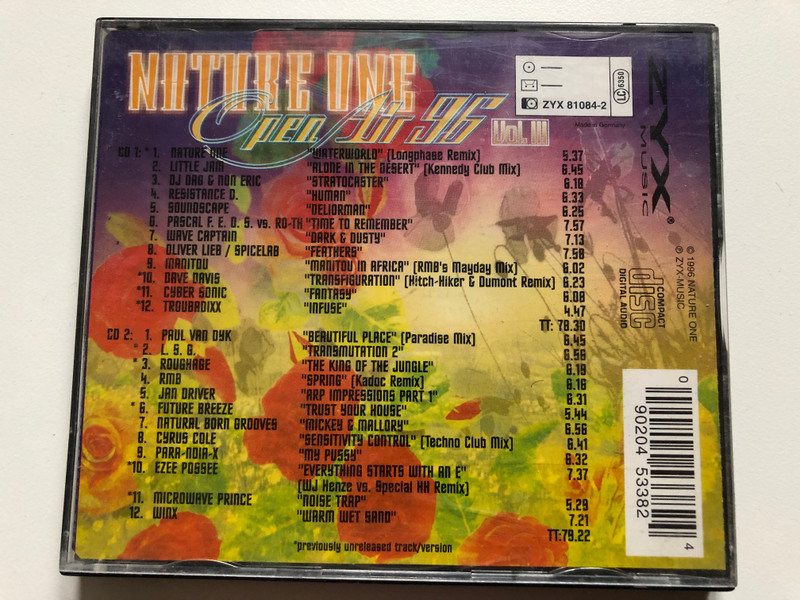 NATURE ONE
Open Air 96 Vol. III
ZYX 81084-2
LC 6350
Made in Germany
ZYX®
MUSIC
© 1996 NATURE ONE
℗ ZYX-MUSIC
COMPACT
disc
DIGITAL AUDIO
CD 1: * 1. NATURE ONE "WATERWORLD" (Longphase Remix) 5.37
2. LITTLE JAM "ALONE IN THE DESERT" (Kennedy Club Mix) 6.45
3. DJ DAG & NON ERIC "STRATOCASTER" 6.18
4. RESISTANCE D. "HUMAN" 6.33
5. SOUNDSCAPE "DELIORMAN" 6.25
6. PASCAL F. E. O. S. vs. RO-TH "TIME TO REMEMBER" 7.57
7. WAVE CAPTAIN "DARK & DUSTY" 7.13
* 8. OLIVER LIEB / SPICELAB "FEATHERS" 7.58
9. MANITOU "MANITOU IN AFRICA" (RMB's Mayday Mix) 6.02
*10. DAVE DAVIS "TRANSFIGURATION" (Hitch-Hiker & Dumont Remix) 6.23
*11. CYBER SONIC "FANTASY" 6.08
*12. TROUBADIXX "INFUSE" 4.47
TT: 78.30
CD 2: 1. PAUL VAN DYK "BEAUTIFUL PLACE" (Paradise Mix) 6.45
* 2. L. S. G. "TRANSMUTATION 2" 6.58
* 3. ROUGHAGE "THE KING OF THE JUNGLE" 6.19
4. RMB "SPRING" (Kadoc Remix) 6.16
5. JAN DRIVER "ARP IMPRESSIONS PART 1" 6.31
* 6. FUTURE BREEZE "TRUST YOUR HOUSE" 5.44
7. NATURAL BORN GROOVES "MICKEY & MALLORY" 6.56
8. CYRUS COLE "SENSITIVITY CONTROL" (Techno Club Mix) 6.41
9. PARA-NOIA-X "MY PUSSY" 6.32
*10. EZEE POSSEE "EVERYTHING STARTS WITH AN E" 7.37
(WJ Henze vs. Special HH Remix)
*11. MICROWAVE PRINCE "NOISE TRAP" 5.29
12. WINX "WARM WET SAND" 7.21
TT:79.22
*previously unreleased track/version
0 90204 53382 4